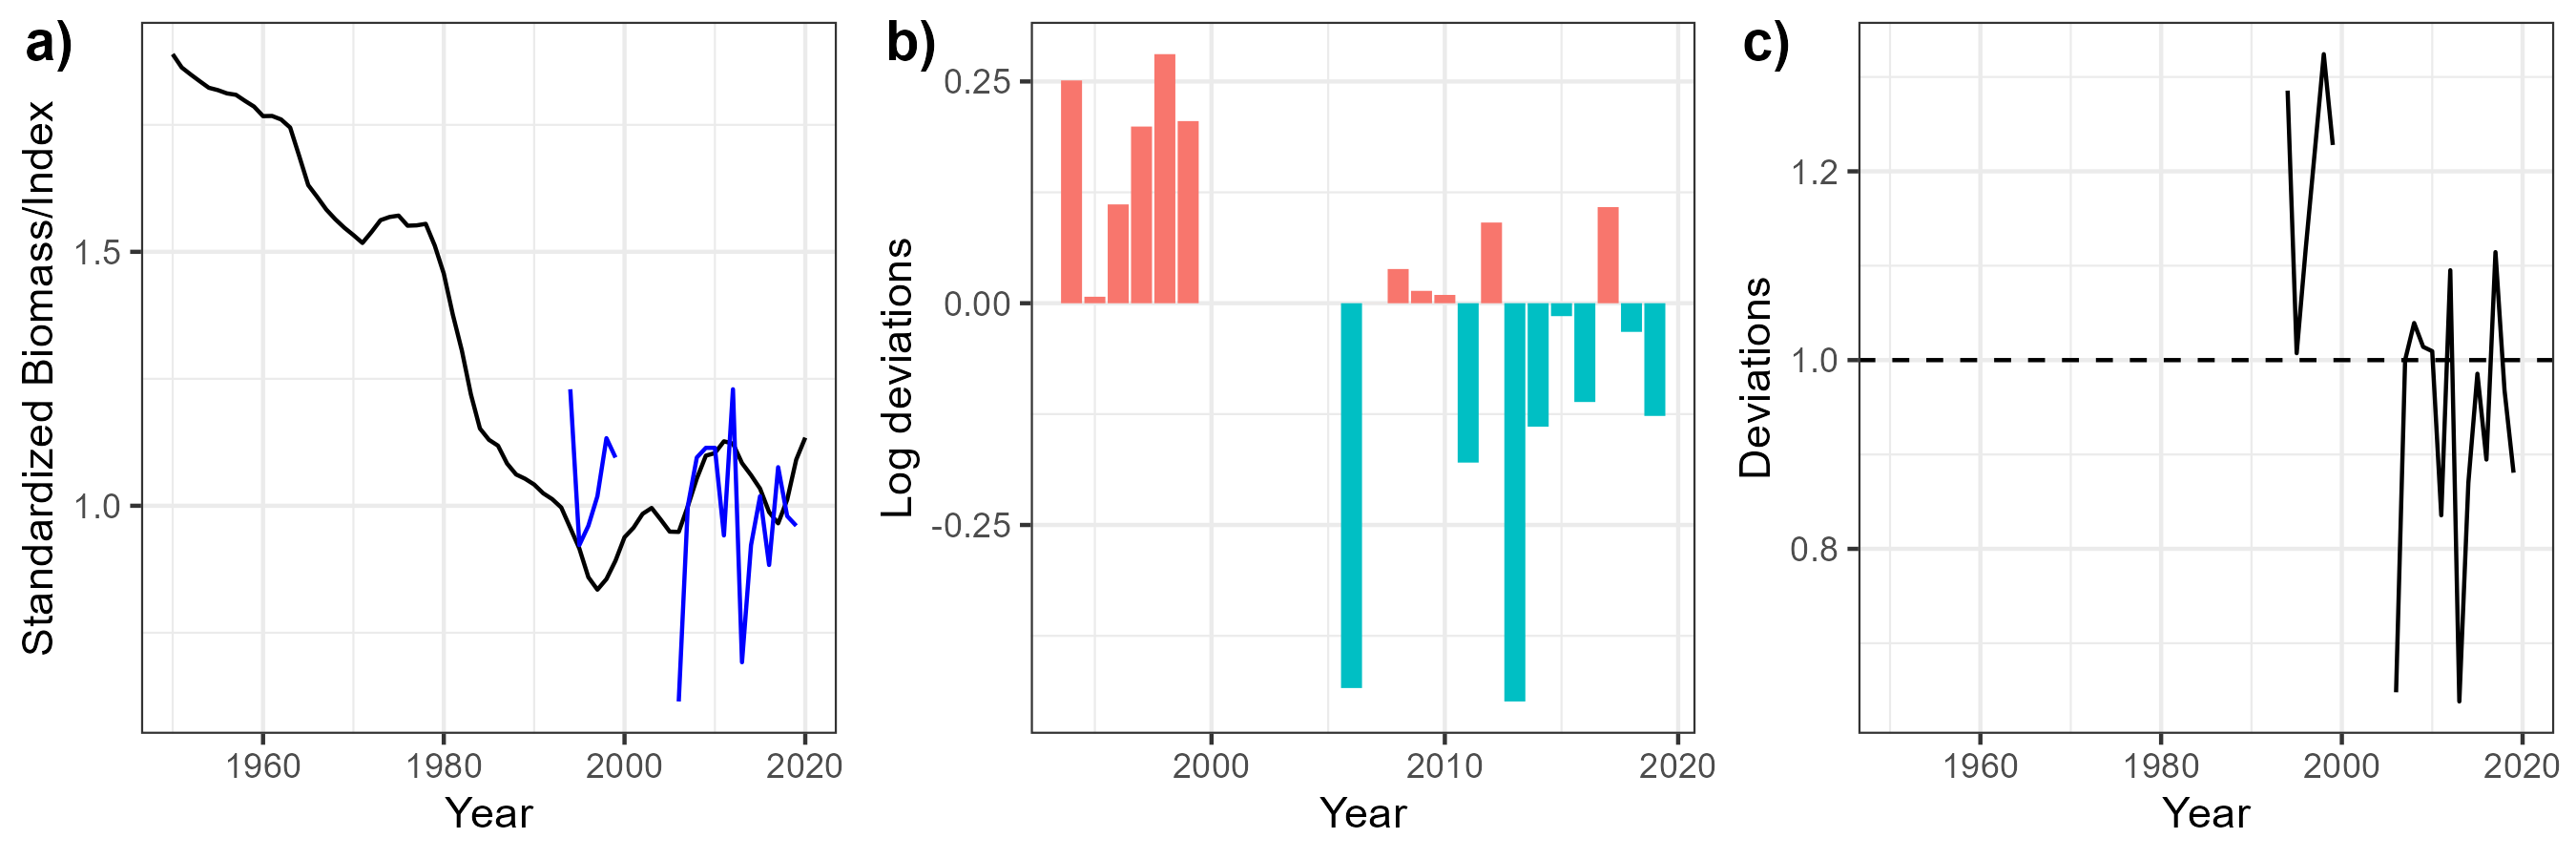 a)
Standardized Biomass/Index
1.5
1.0
1960 1980 2000 2020
Year
b)
Log deviations
0.25
0.00
-0.25
2000 2010 2020
Year
c)
Deviations
1.2
1.0
0.8
1960 1980 2000 2020
Year